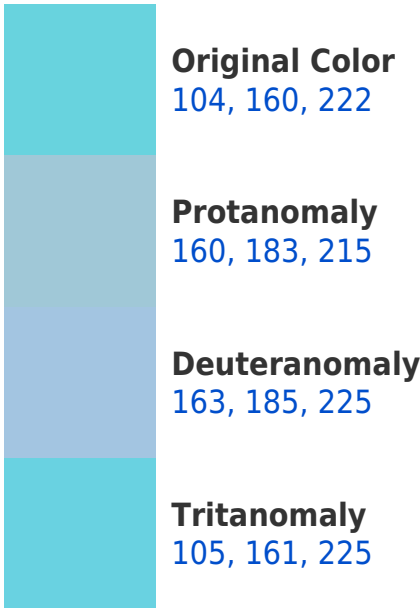 Original Color
104, 160, 222
Protanomaly
160, 183, 215
Deuteranomaly
163, 185, 225
Tritanomaly
105, 161, 225